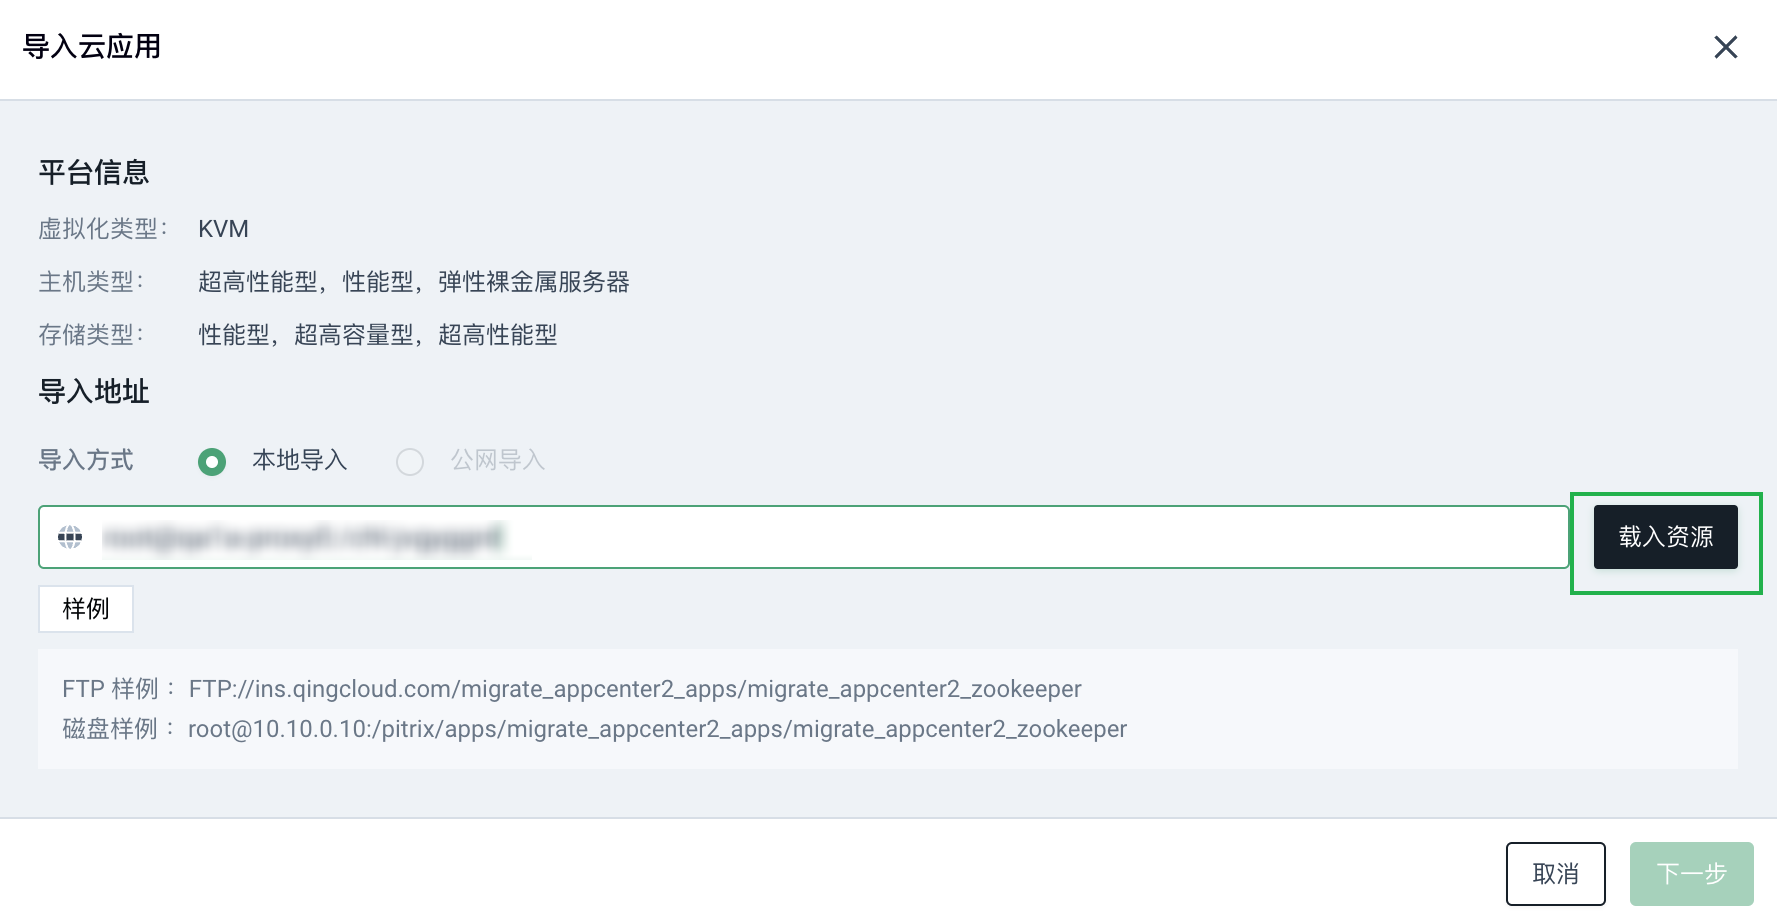 导入云应用
平台信息
虚拟化类型： KVM
主机类型： 超高性能型，性能型，弹性裸金属服务器
存储类型： 性能型，超高容量型，超高性能型
导入地址
导入方式 本地导入 公网导入
载入资源
样例
FTP 样例： FTP://ins.qingcloud.com/migrate_appcenter2_apps/migrate_appcenter2_zookeeper
磁盘样例： root@10.10.0.10:/pitrix/apps/migrate_appcenter2_apps/migrate_appcenter2_zookeeper
取消 下一步